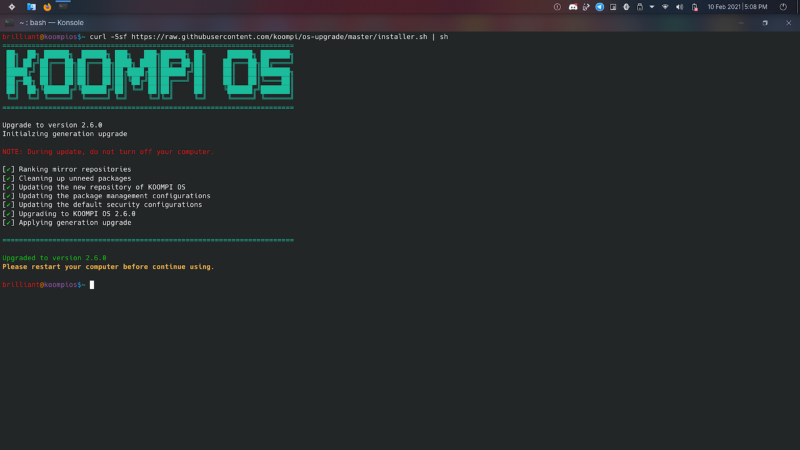 10 Feb 2021 | 5:08 PM
~ : bash — Konsole
brilliant@koompios$~ curl -Ssf https://raw.githubusercontent.com/koompi/os-upgrade/master/installer.sh | sh
KOOMPI OS
Upgrade to version 2.6.0
Initialzing generation upgrade
NOTE: During update, do not turn off your computer.
[✔] Ranking mirror repositories
[✔] Cleaning up unneed packages
[✔] Updating the new repository of KOOMPI OS
[✔] Updating the package management configurations
[✔] Updating the default security configurations
[✔] Upgrading to KOOMPI OS 2.6.0
[✔] Applying generation upgrade
Upgraded to version 2.6.0
Please restart your computer before continue using.
brilliant@koompios$~